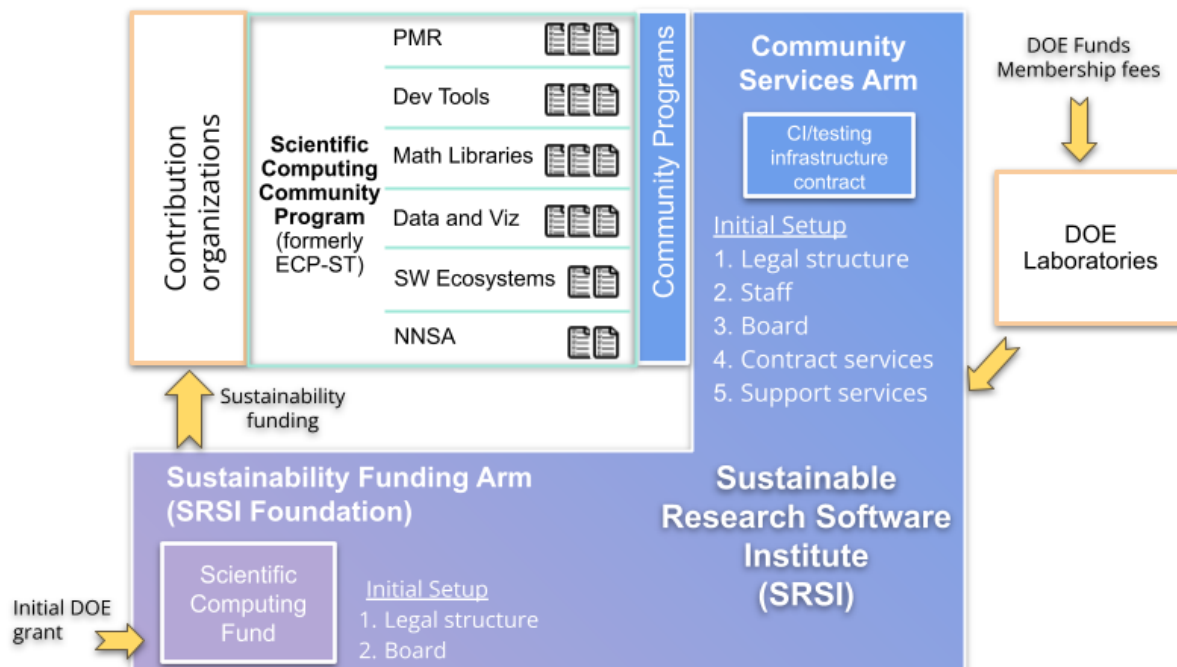 Contribution
organizations
Scientific
Computing
Community
Program
(formerly
ECP-ST)
PMR
Dev Tools
Math Libraries
Data and Viz
SW Ecosystems
NNSA
Community Programs
Community
Services Arm
CI/testing
infrastructure
contract
Initial Setup
1. Legal structure
2. Staff
3. Board
4. Contract services
5. Support services
DOE Funds
Membership fees
DOE
Laboratories
Sustainability
funding
Sustainability Funding Arm
(SRSI Foundation)
Scientific
Computing
Fund
Initial Setup
1. Legal structure
2. Board
Sustainable
Research Software
Institute
(SRSI)
Initial DOE
grant